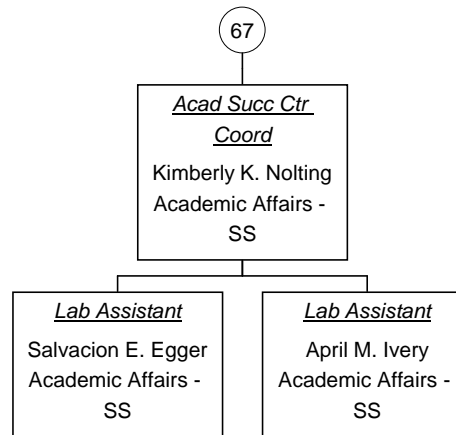 67
Acad Succ Ctr
Coord
Kimberly K. Nolting
Academic Affairs -
SS
Lab Assistant
Salvacion E. Egger
Academic Affairs -
SS
Lab Assistant
April M. Ivery
Academic Affairs -
SS